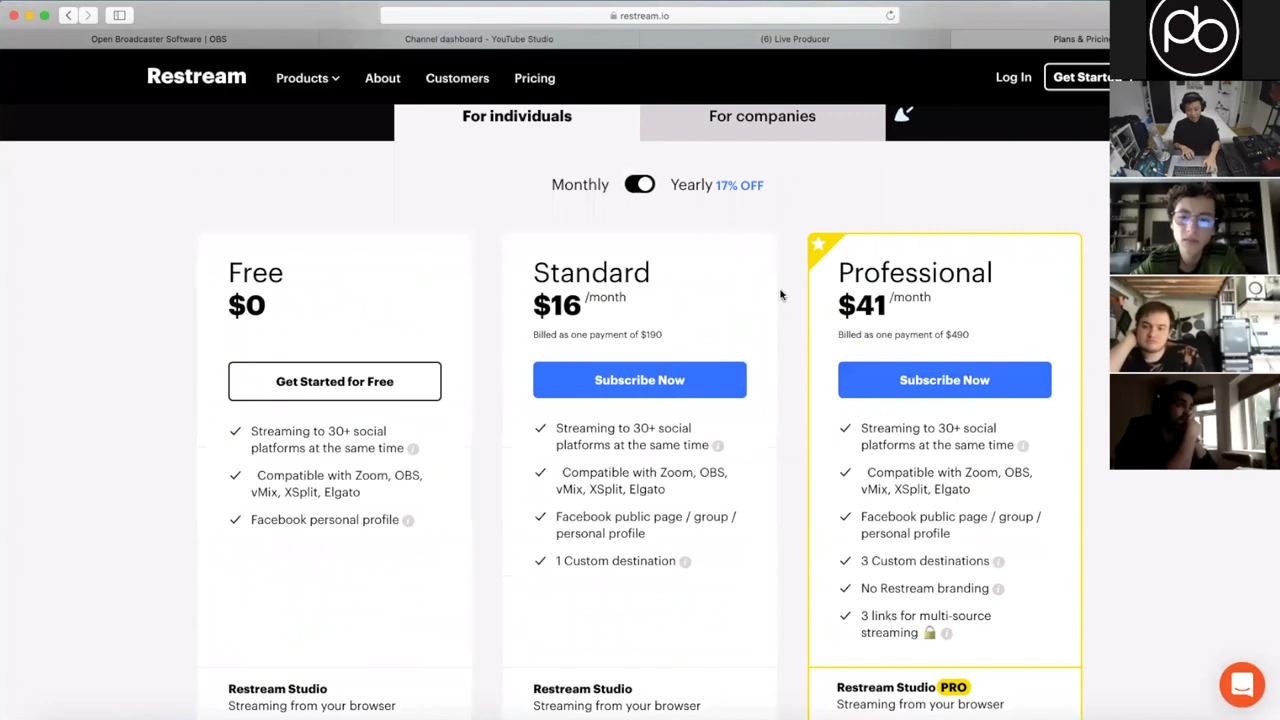 restream.io
Open Broadcaster Software | OBS
Channel dashboard - YouTube Studio
(6) Live Producer
Plans & Pricing
pb
Restream
Products
About
Customers
Pricing
Log In
Get Starte
For individuals
For companies
Monthly
Yearly 17% OFF
Free
$0
Get Started for Free
Streaming to 30+ social
platforms at the same time
Compatible with Zoom, OBS,
vMix, XSplit, Elgato
Facebook personal profile
Restream Studio
Streaming from your browser
Standard
$16 /month
Billed as one payment of $190
Subscribe Now
Streaming to 30+ social
platforms at the same time
Compatible with Zoom, OBS,
vMix, XSplit, Elgato
Facebook public page / group /
personal profile
1 Custom destination
Restream Studio
Streaming from your browser
Professional
$41 /month
Billed as one payment of $490
Subscribe Now
Streaming to 30+ social
platforms at the same time
Compatible with Zoom, OBS,
vMix, XSplit, Elgato
Facebook public page / group /
personal profile
3 Custom destinations
No Restream branding
3 links for multi-source
streaming
Restream Studio PRO
Streaming from your browser